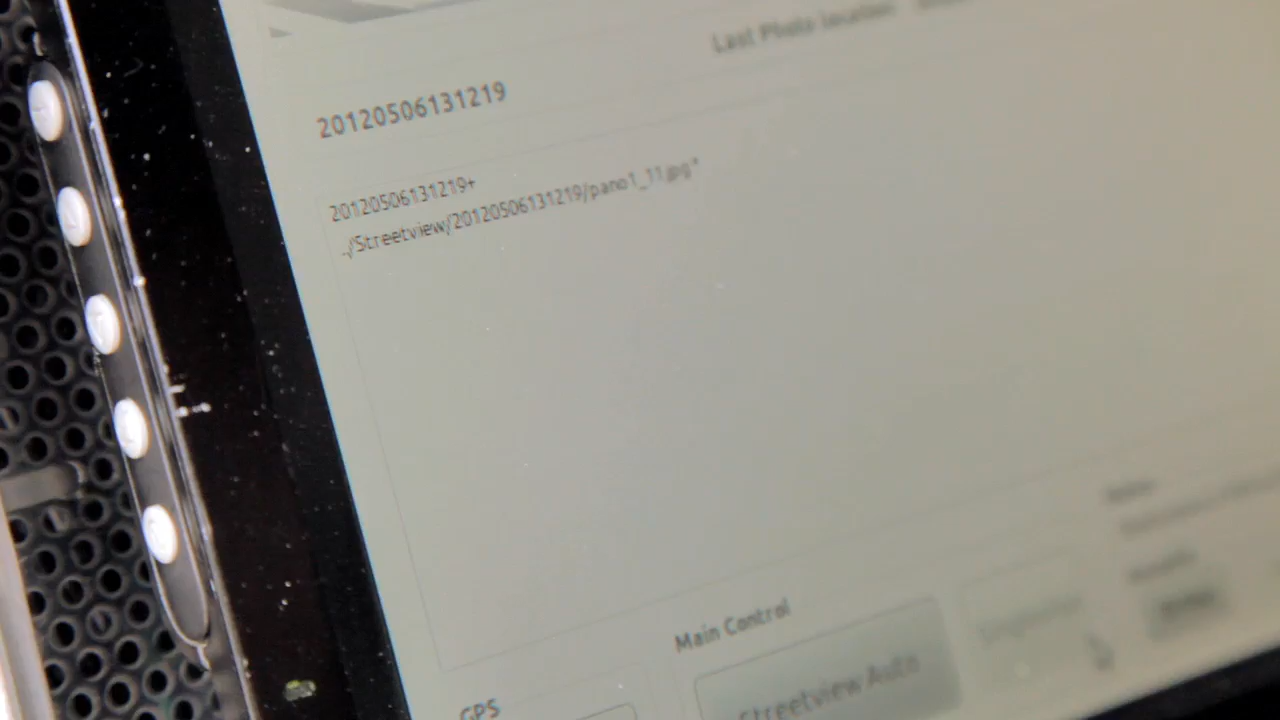 Last Photo location
20120506131219
20120506131219+
../Streetview/20120506131219/pano1_11.jpg"
Main Control
GPS
Streetview Auto